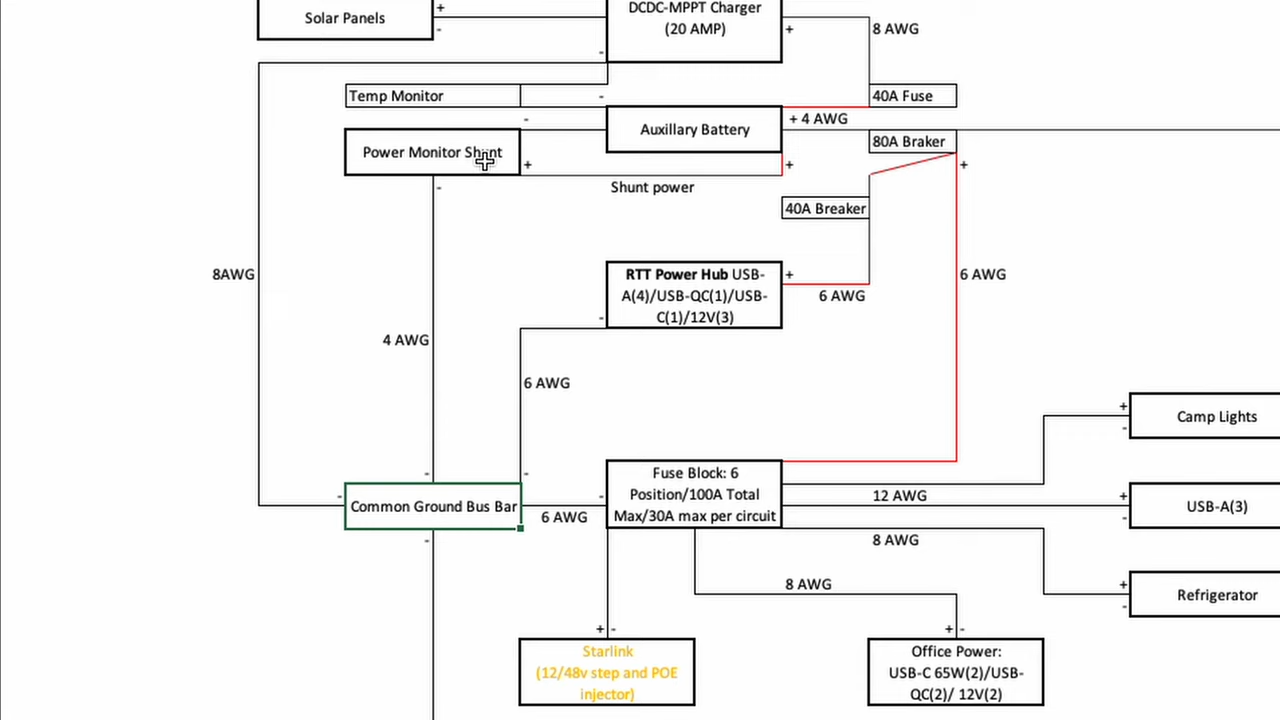 DCDC-MPPT Charger
(20 AMP)
Solar Panels
+
-
-
+
8 AWG
Temp Monitor
-
40A Fuse
-
Auxillary Battery
+ 4 AWG
80A Braker
Power Monitor Shunt
+
+
+
-
Shunt power
40A Breaker
8AWG
RTT Power Hub USB-
A(4)/USB-QC(1)/USB-
C(1)/12V(3)
+
-
6 AWG
6 AWG
4 AWG
6 AWG
+
-
Camp Lights
-
-
-
Common Ground Bus Bar
-
6 AWG
-
Fuse Block: 6
Position/100A Total
Max/30A max per circuit
12 AWG
+
-
USB-A(3)
8 AWG
8 AWG
+
-
Refrigerator
+ -
Starlink
(12/48v step and POE
injector)
+ -
Office Power:
USB-C 65W(2)/USB-
QC(2)/ 12V(2)